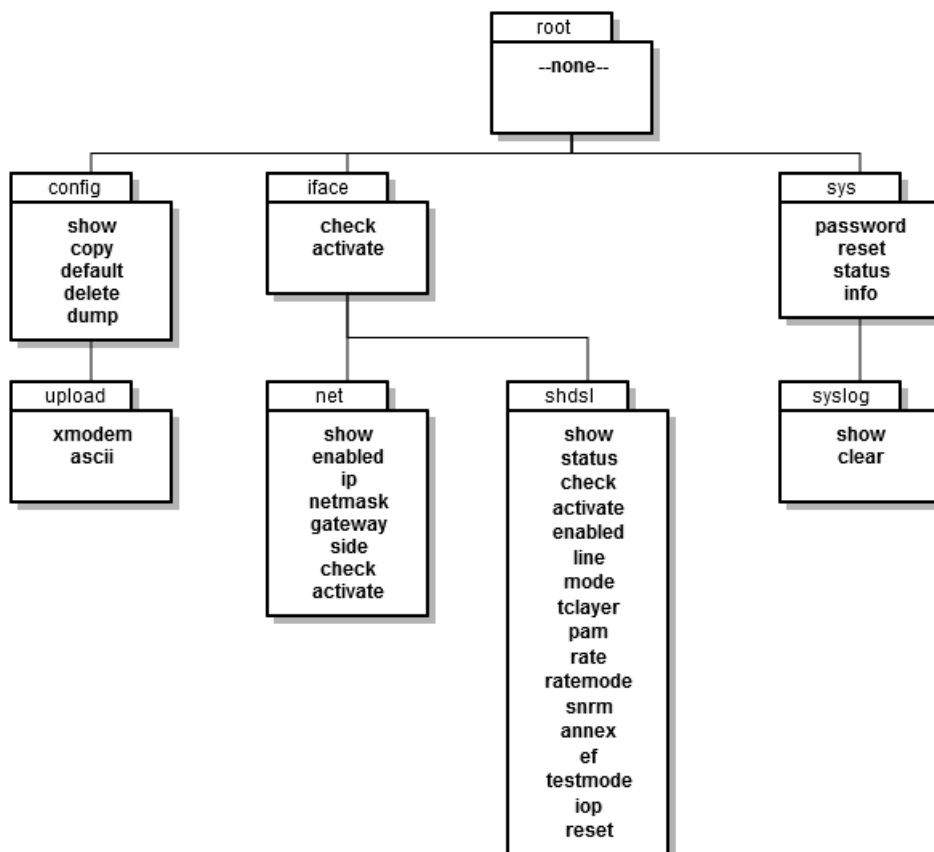 root
--none--
config
show
copy
default
delete
dump
iface
check
activate
sys
password
reset
status
info
upload
xmodem
ascii
net
show
enabled
ip
netmask
gateway
side
check
activate
shdsl
show
status
check
activate
enabled
line
mode
tclayer
pam
rate
ratemode
snrm
annex
ef
testmode
iop
reset
syslog
show
clear